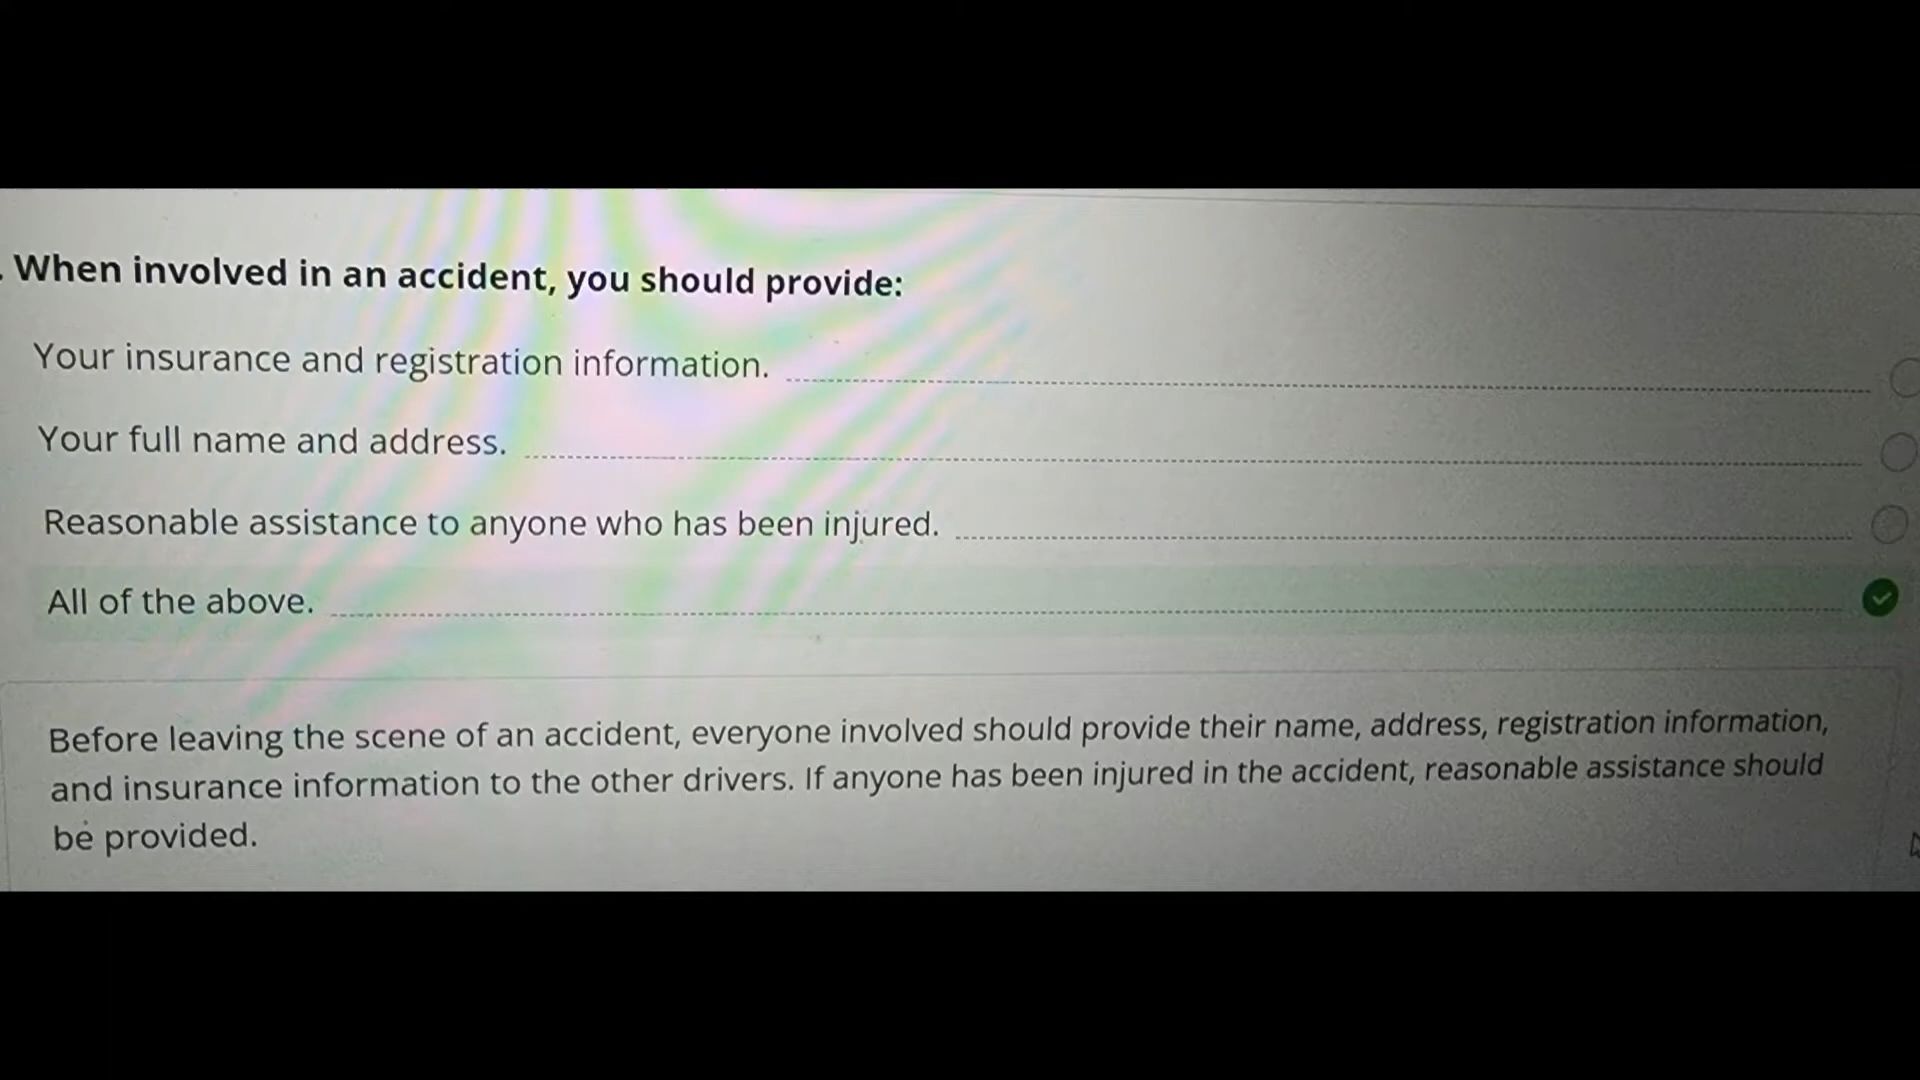 . When involved in an accident, you should provide:
Your insurance and registration information.
Your full name and address.
Reasonable assistance to anyone who has been injured.
All of the above.
Before leaving the scene of an accident, everyone involved should provide their name, address, registration information,
and insurance information to the other drivers. If anyone has been injured in the accident, reasonable assistance should
be provided.